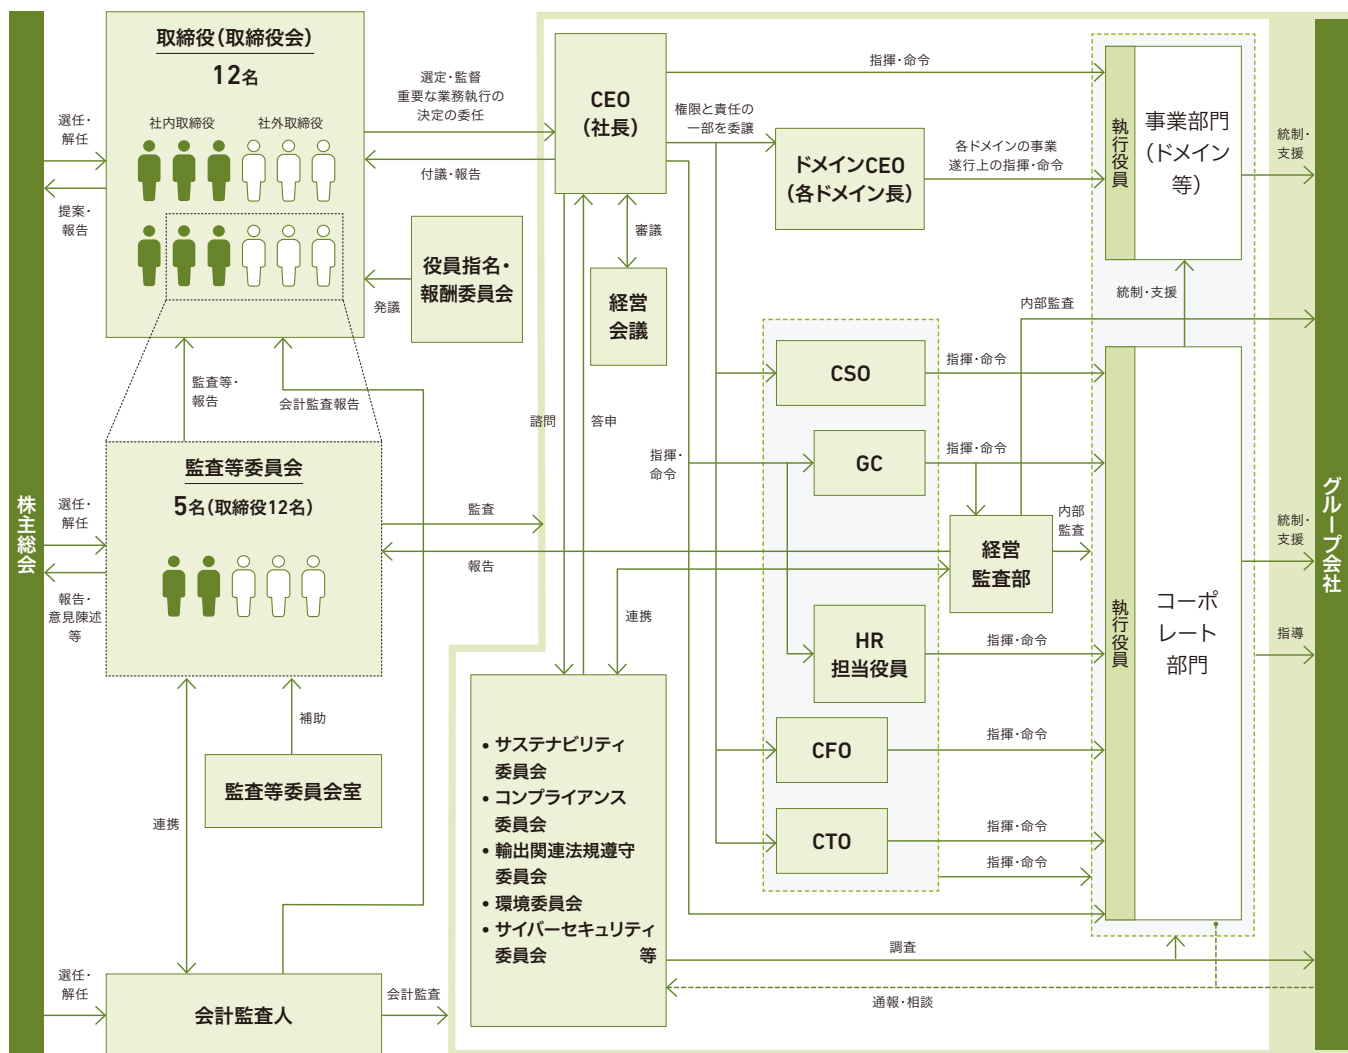 株主総会
選任・
解任
提案・
報告
取締役（取締役会）
12名
社内取締役
社外取締役
選定・監督
重要な業務執行の
決定の委任
付議・報告
役員指名・
報酬委員会
発議
監査等・
報告
会計監査報告
選任・
解任
報告・
意見陳述
等
監査等委員会
5名（取締役12名）
監査
報告
補助
監査等委員会室
連携
選任・
解任
会計監査人
会計監査
CEO
（社長）
審議
経営
会議
諮問
答申
指揮・命令
権限と責任の
一部を委譲
ドメインCEO
（各ドメイン長）
各ドメインの事業
遂行上の指揮・命令
執行役員
事業部門
（ドメイン
等）
統制・
支援
統制・支援
内部監査
CSO
指揮・命令
GC
指揮・命令
指揮・
命令
経営
監査部
内部
監査
連携
HR
担当役員
指揮・命令
CFO
指揮・命令
CTO
指揮・命令
指揮・命令
執行役員
コーポ
レート
部門
統制・
支援
指導
グループ会社
• サステナビリティ
委員会
• コンプライアンス
委員会
• 輸出関連法規遵守
委員会
• 環境委員会
• サイバーセキュリティ
委員会 等
調査
通報・相談